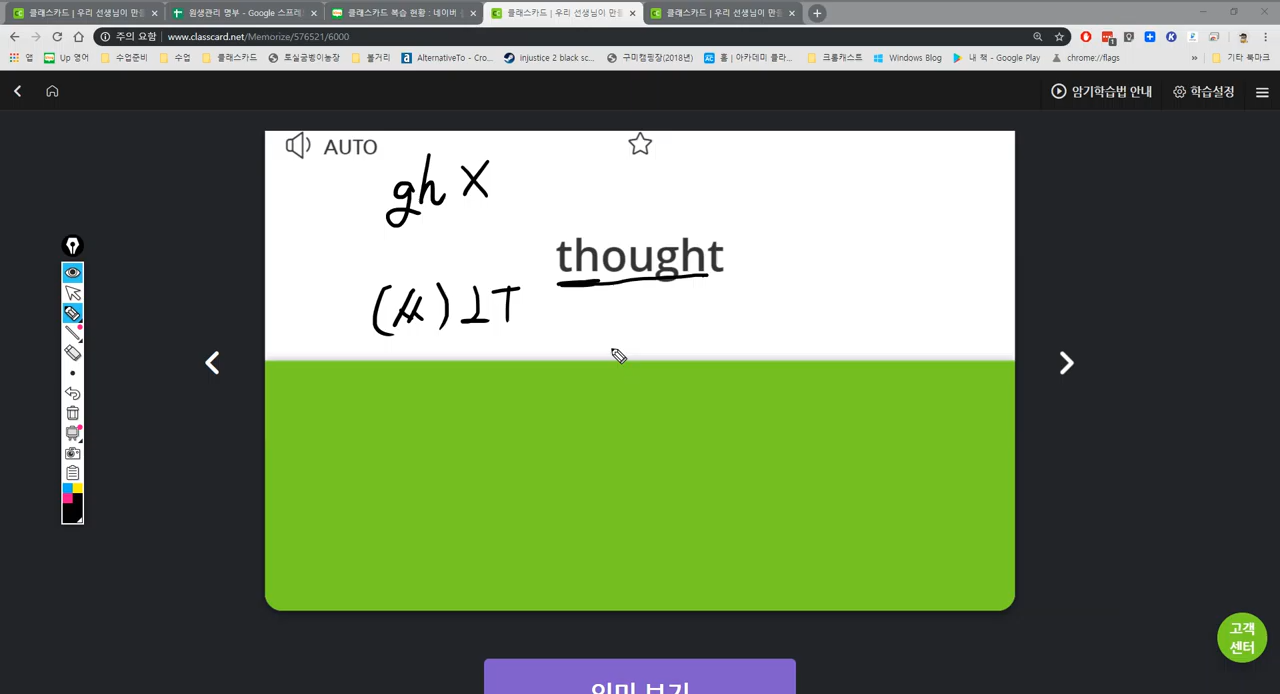 클래스카드 | 우리 선생님이 만든
원생관리 명부 - Google 스프레
클래스카드 복습 현황 : 네이버
클래스카드 | 우리 선생님이 만든
클래스카드 | 우리 선생님이 만든
주의 요함 www.classcard.net/Memorize/576521/6000
앱 Up 영어 수업준비 수업 클래스카드 토실굼벵이농장 볼거리 AlternativeTo - Cro... Injustice 2 black sc... 구미캠핑장(2018년) 홈 | 아카데미 클라... 크롬캐스트 Windows Blog 내 책 - Google Play chrome://flags » 기타 북마크
암기학습법 안내 학습설정
AUTO
gh X
thought
(ㅆ) ㅗT
의미 보기
고객
센터